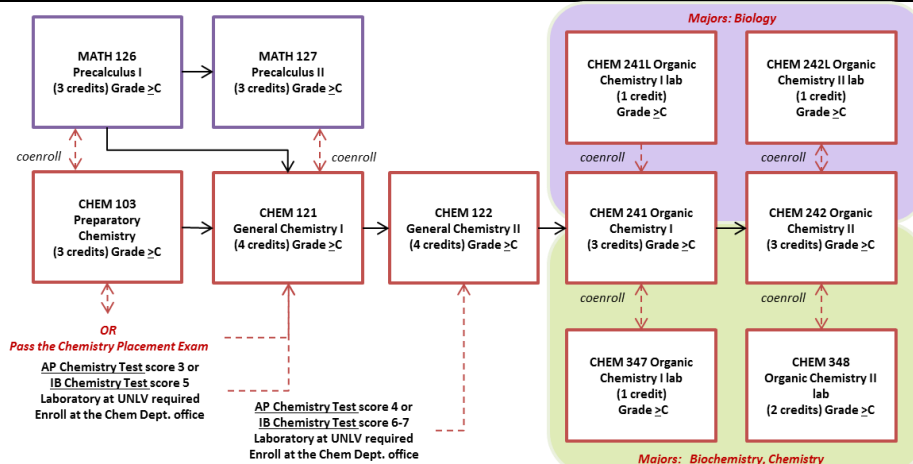 Majors: Biology
MATH 126
Precalculus I
(3 credits) Grade ≥C
MATH 127
Precalculus II
(3 credits) Grade ≥C
CHEM 241L Organic
Chemistry I lab
(1 credit)
Grade ≥C
CHEM 242L Organic
Chemistry II lab
(1 credit)
Grade ≥C
coenroll
coenroll
coenroll
coenroll
CHEM 103
Preparatory
Chemistry
(3 credits) Grade ≥C
CHEM 121
General Chemistry I
(4 credits) Grade ≥C
CHEM 122
General Chemistry II
(4 credits) Grade ≥C
CHEM 241 Organic
Chemistry I
(3 credits) Grade ≥C
CHEM 242 Organic
Chemistry II
(3 credits) Grade ≥C
coenroll
coenroll
OR
Pass the Chemistry Placement Exam
AP Chemistry Test score 3 or
IB Chemistry Test score 5
Laboratory at UNLV required
Enroll at the Chem Dept. office
AP Chemistry Test score 4 or
IB Chemistry Test score 6-7
Laboratory at UNLV required
Enroll at the Chem Dept. office
CHEM 347 Organic
Chemistry I lab
(1 credit)
Grade ≥C
CHEM 348
Organic Chemistry II
lab
(2 credits) Grade ≥C
Majors: Biochemistry, Chemistry